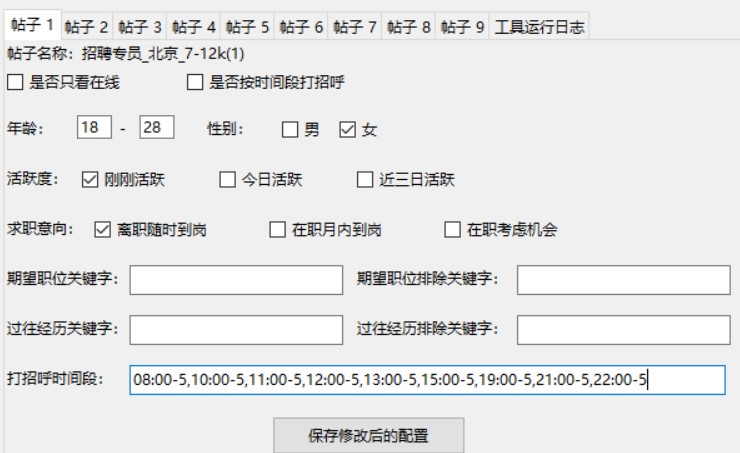 帖子 1 帖子 2 帖子 3 帖子 4 帖子 5 帖子 6 帖子 7 帖子 8 帖子 9 工具运行日志
帖子名称：招聘专员_北京_7-12k(1)
是否只看在线 是否按时间段打招呼
年龄： 18 - 28 性别： 男 女
活跃度： 刚刚活跃 今日活跃 近三日活跃
求职意向： 离职随时到岗 在职月内到岗 在职考虑机会
期望职位关键字： 期望职位排除关键字：
过往经历关键字： 过往经历排除关键字：
打招呼时间段： 08:00-5,10:00-5,11:00-5,12:00-5,13:00-5,15:00-5,19:00-5,21:00-5,22:00-5
保存修改后的配置